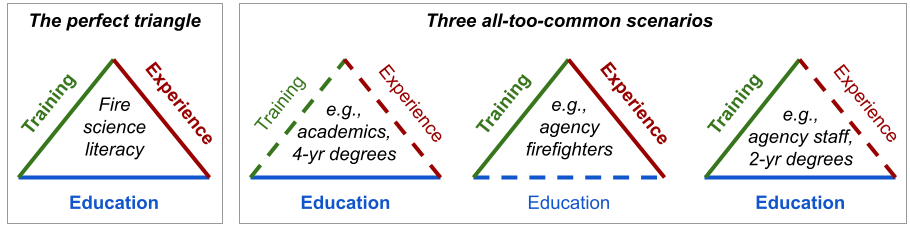 The perfect triangle
Training
Experience
Fire
science
literacy
Education
Three all-too-common scenarios
Training
Experience
e.g.,
academics,
4-yr degrees
Education
Training
Experience
e.g.,
agency
firefighters
Education
Training
Experience
e.g.,
agency staff,
2-yr degrees
Education